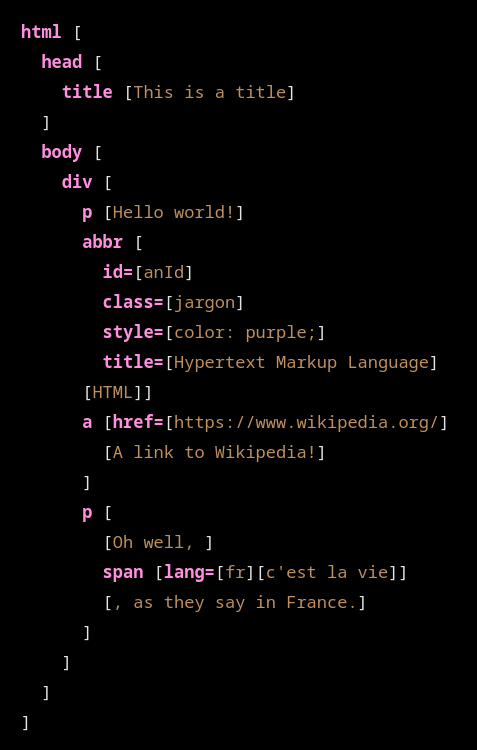 html [
  head [
    title [This is a title]
  ]
  body [
    div [
      p [Hello world!]
      abbr [
        id=[anId]
        class=[jargon]
        style=[color: purple;]
        title=[Hypertext Markup Language]
      [HTML]]
      a [href=[https://www.wikipedia.org/]
        [A link to Wikipedia!]
      ]
      p [
        [Oh well, ]
        span [lang=[fr][c'est la vie]]
        [, as they say in France.]
      ]
    ]
  ]
]